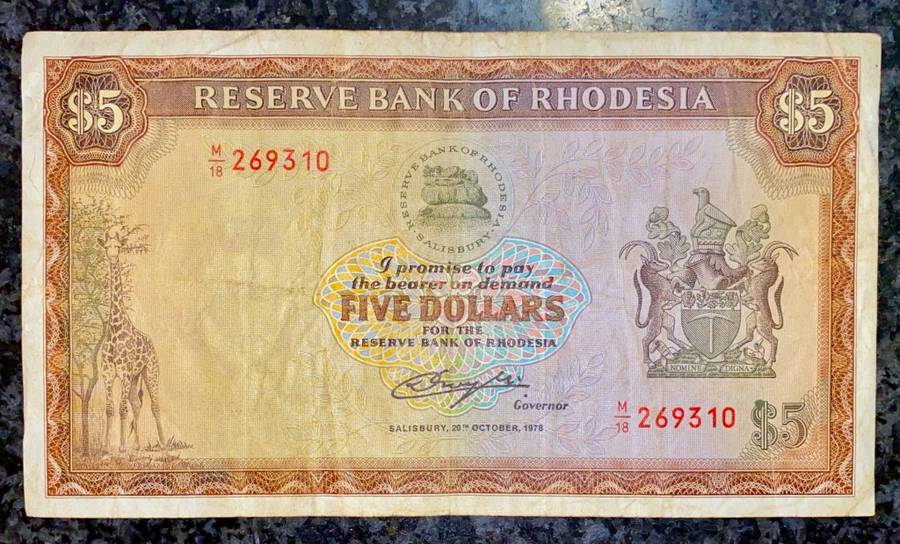 $5
RESERVE BANK OF RHODESIA
$5
M/18 269310
RESERVE BANK OF RHODESIA
SALISBURY
I promise to pay
the bearer on demand
FIVE DOLLARS
FOR THE
RESERVE BANK OF RHODESIA
Governor
SALISBURY, 20TH OCTOBER, 1978
NOMINE DIGNA
M/18 269310
$5